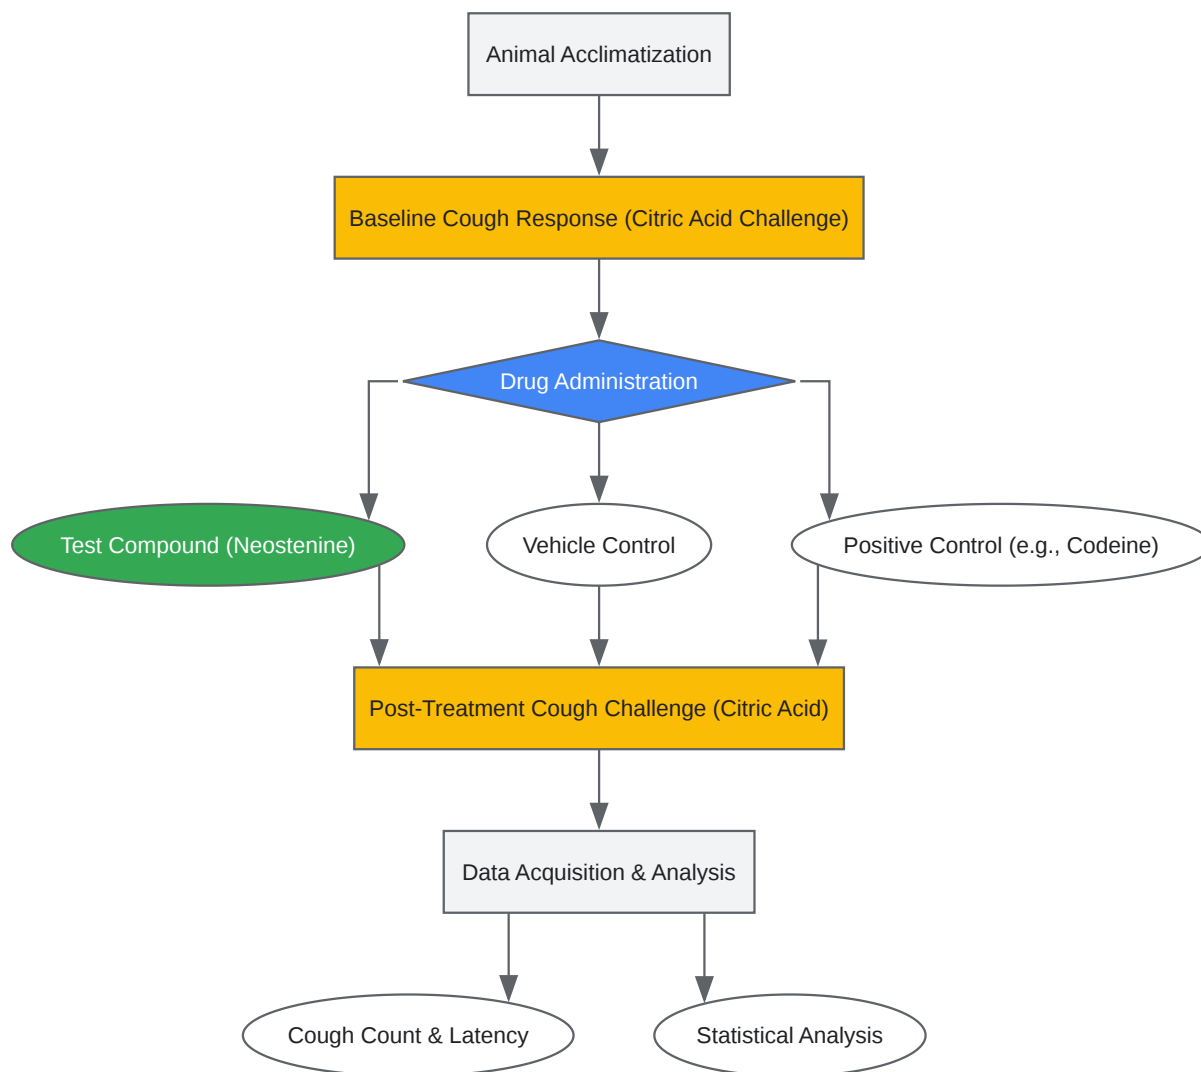 Animal Acclimatization
Baseline Cough Response (Citric Acid Challenge)
Drug Administration
Test Compound (Neostenine)
Vehicle Control
Positive Control (e.g., Codeine)
Post-Treatment Cough Challenge (Citric Acid)
Data Acquisition & Analysis
Cough Count & Latency
Statistical Analysis